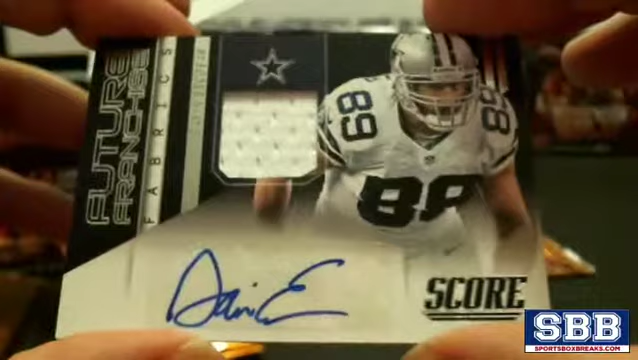 FUTURE
FRANCHISE
FABRICS
89
89
89
SCORE
SBB
SPORTSBOXBREAKS.COM